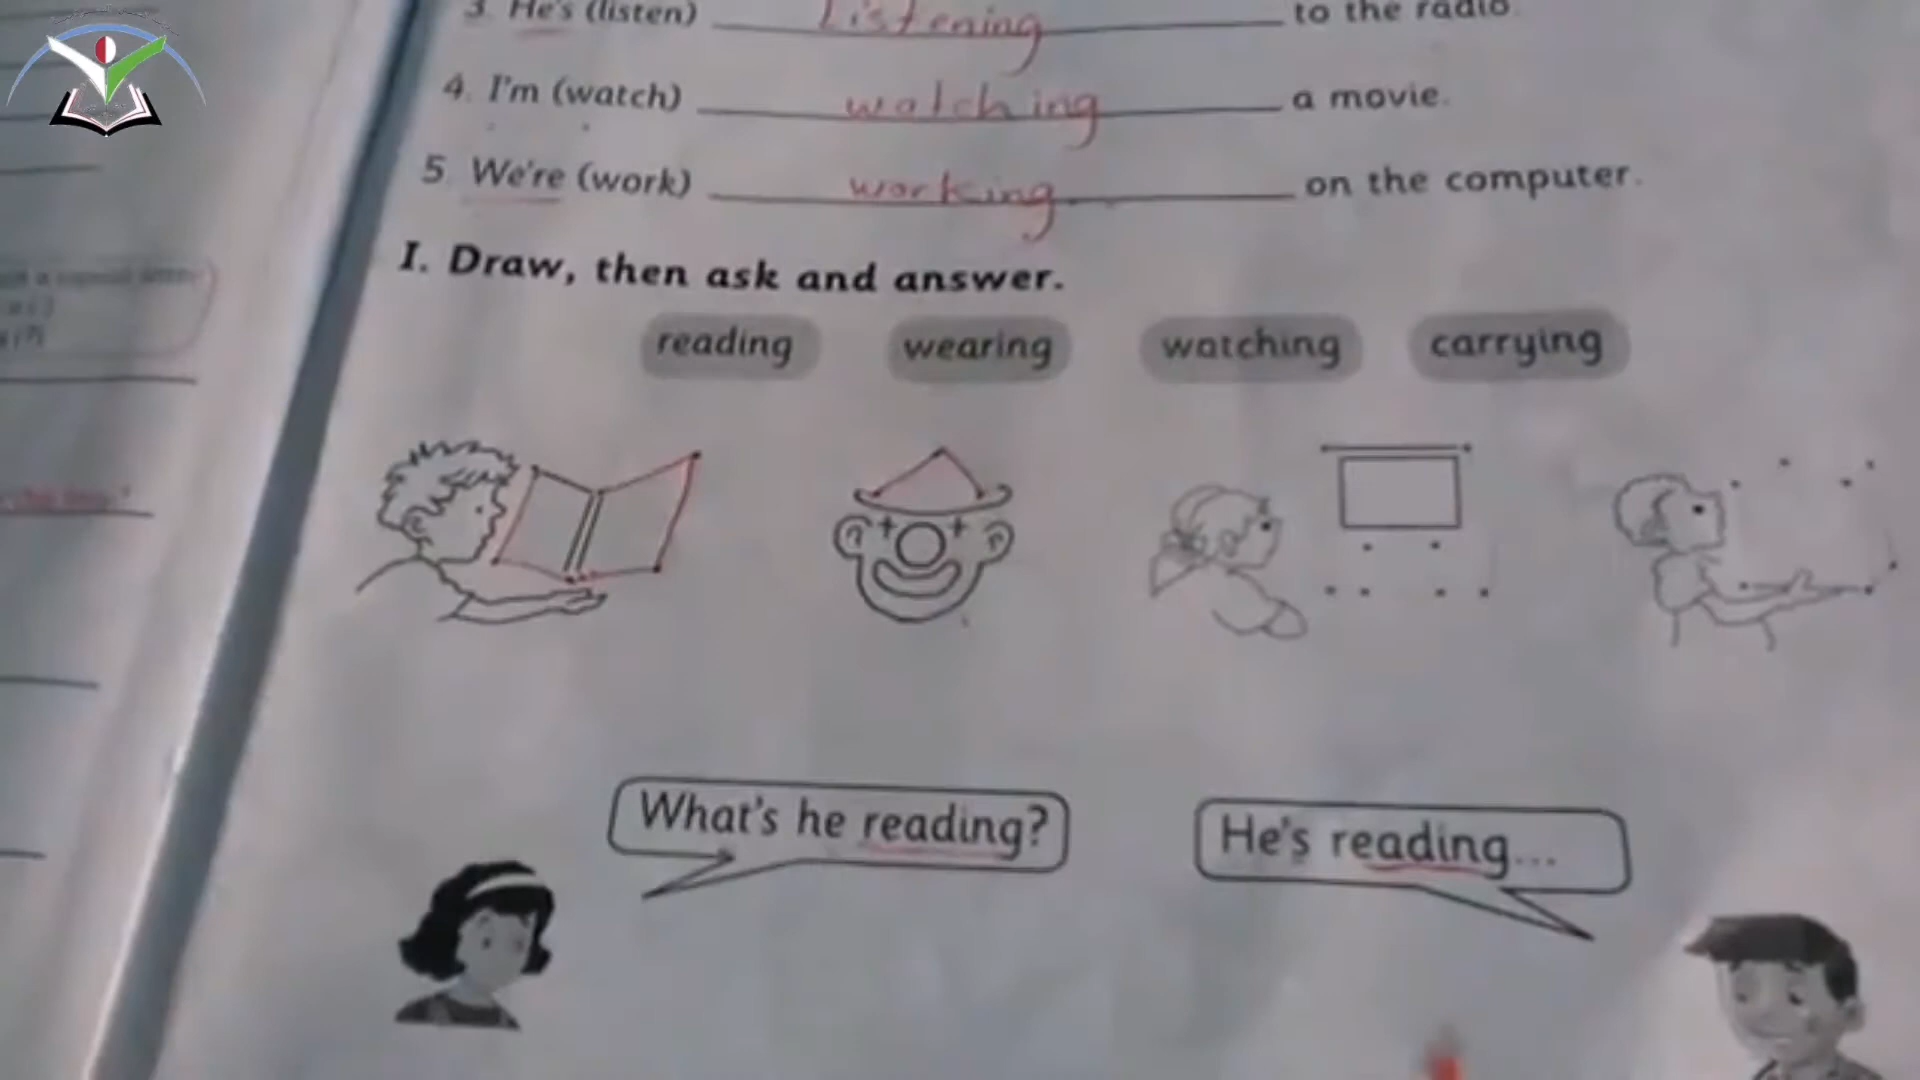 3. He's (listen) Listening to the radio.
4. I'm (watch) watching a movie.
5. We're (work) working on the computer.
I. Draw, then ask and answer.
reading wearing watching carrying
What's he reading?
He's reading...